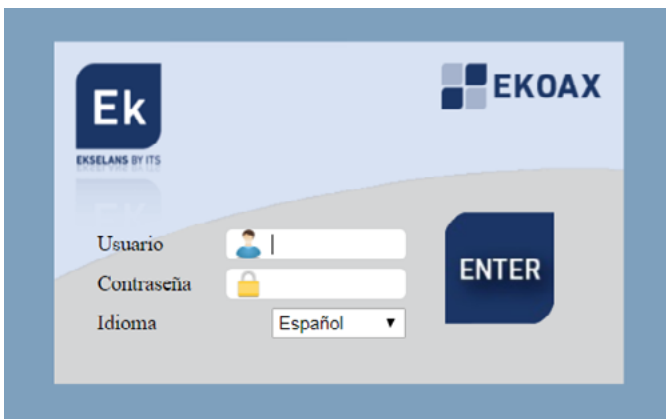 Ek
EKOAX
EKSELANS BY ITS
Usuario
Contraseña
ENTER
Idioma
Español